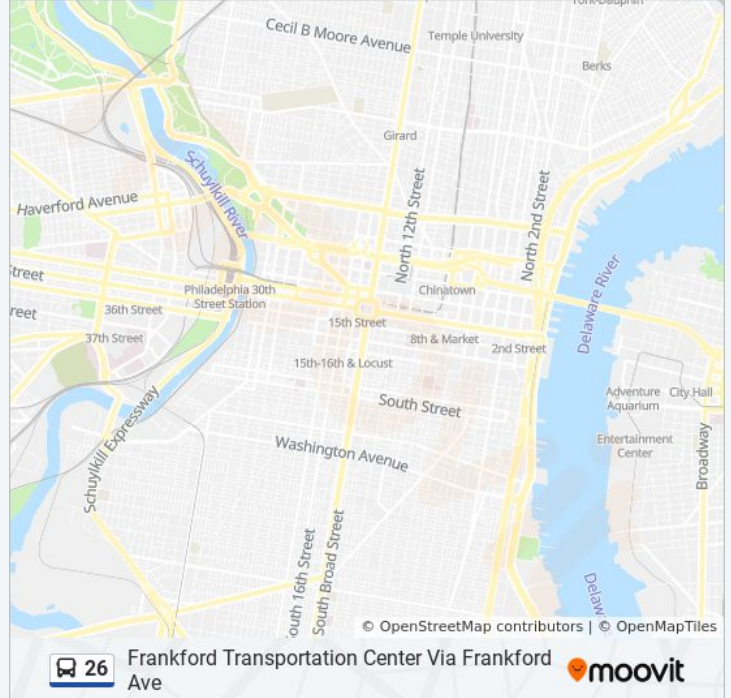 York-Dauphin
Cecil B Moore Avenue
Temple University
Berks
Girard
Schuylkill River
North 12th Street
North 2nd Street
Haverford Avenue
Delaware River
Street
Philadelphia 30th
Street Station
Chinatown
reet
36th Street
15th Street
37th Street
8th & Market
2nd Street
15th-16th & Locust
Adventure
Aquarium
City Hall
South Street
Schuylkill Expressway
Entertainment
Center
Broadway
Washington Avenue
outh 16th Street
South Broad Street
Delawa
© OpenStreetMap contributors | © OpenMapTiles
26
Frankford Transportation Center Via Frankford
Ave
moovit